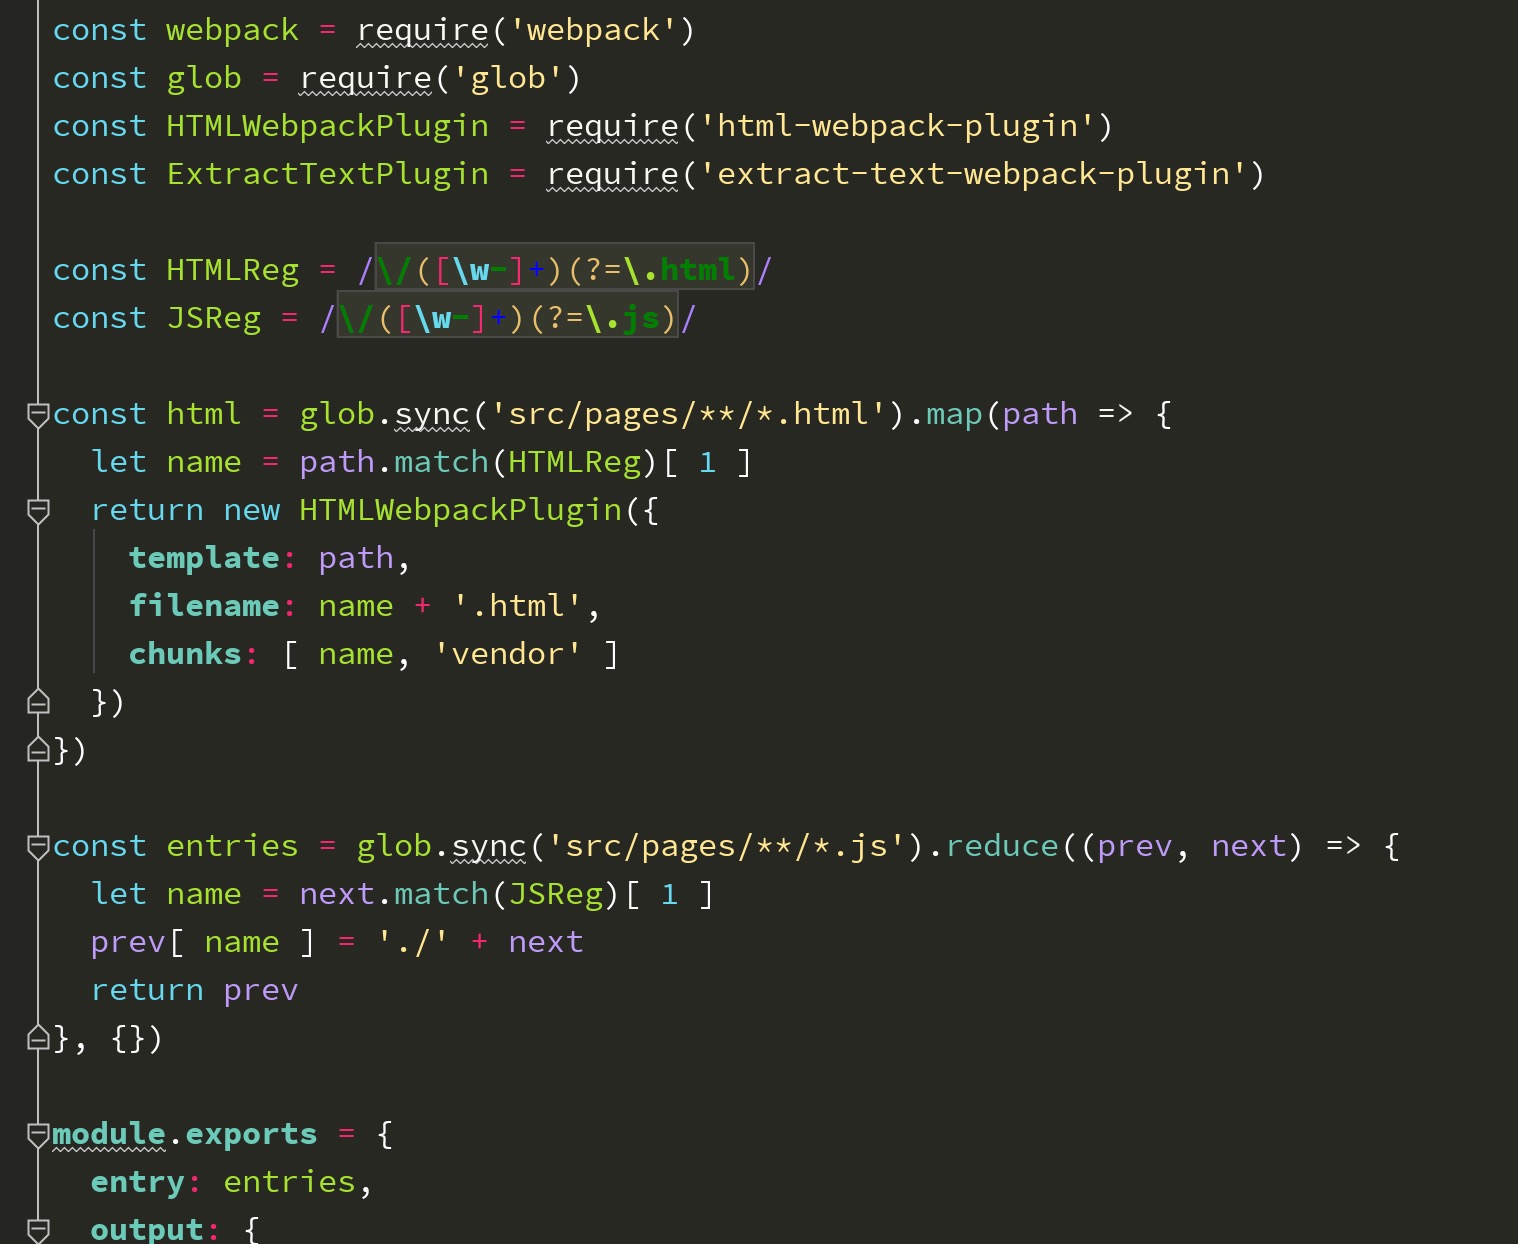 const webpack = require('webpack')
const glob = require('glob')
const HTMLWebpackPlugin = require('html-webpack-plugin')
const ExtractTextPlugin = require('extract-text-webpack-plugin')
const HTMLReg = /\/([\w-]+)(?=\.html)/
const JSReg = /\/([\w-]+)(?=\.js)/
const html = glob.sync('src/pages/**/*.html').map(path => {
  let name = path.match(HTMLReg)[ 1 ]
  return new HTMLWebpackPlugin({
    template: path,
    filename: name + '.html',
    chunks: [ name, 'vendor' ]
  })
})
const entries = glob.sync('src/pages/**/*.js').reduce((prev, next) => {
  let name = next.match(JSReg)[ 1 ]
  prev[ name ] = './' + next
  return prev
}, {})
module.exports = {
  entry: entries,
  output: {